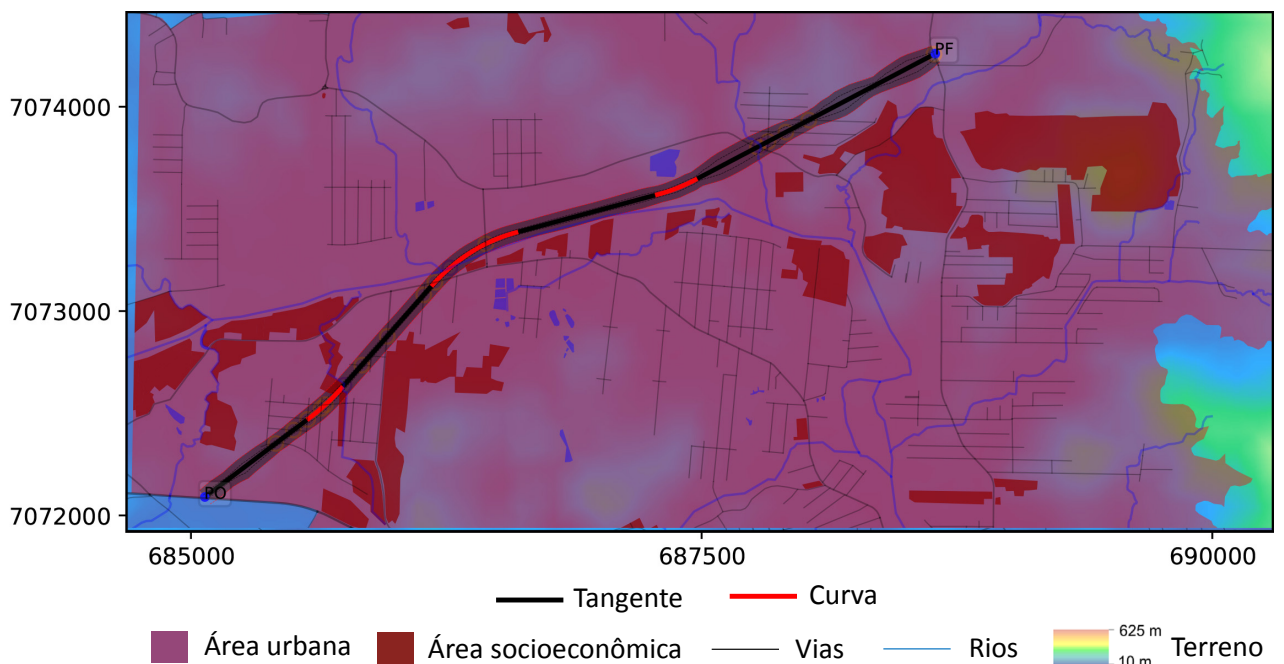 PF
7074000
7073000
PO
7072000
685000
687500
690000
Tangente
Curva
Área urbana
Área socioeconômica
Vias
Rios
625 m
10 m
Terreno